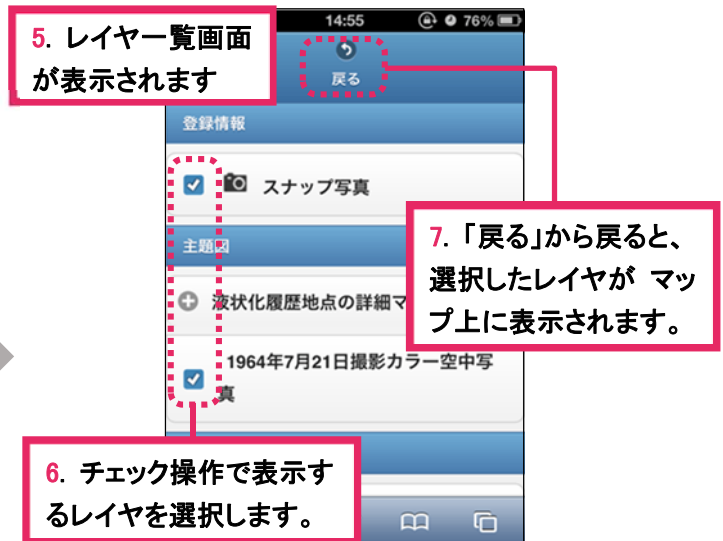 5. レイヤ一覧画面
が表示されます
14:55
76%
戻る
登録情報
スナップ写真
主題図
7. 「戻る」から戻ると、
選択したレイヤが マッ
プ上に表示されます。
液状化履歴地点の詳細マ
1964年7月21日撮影カラー空中写
真
6. チェック操作で表示す
るレイヤを選択します。